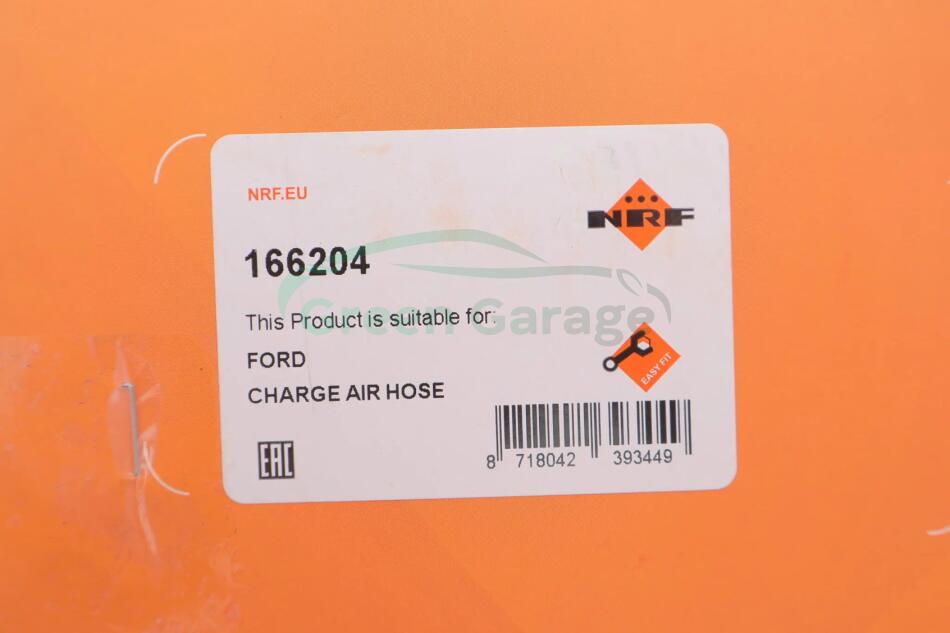 NRF.EU
NRF
166204
Green Garage
This Product is suitable for:
FORD
CHARGE AIR HOSE
EASY FIT
EAC
8 718042 393449